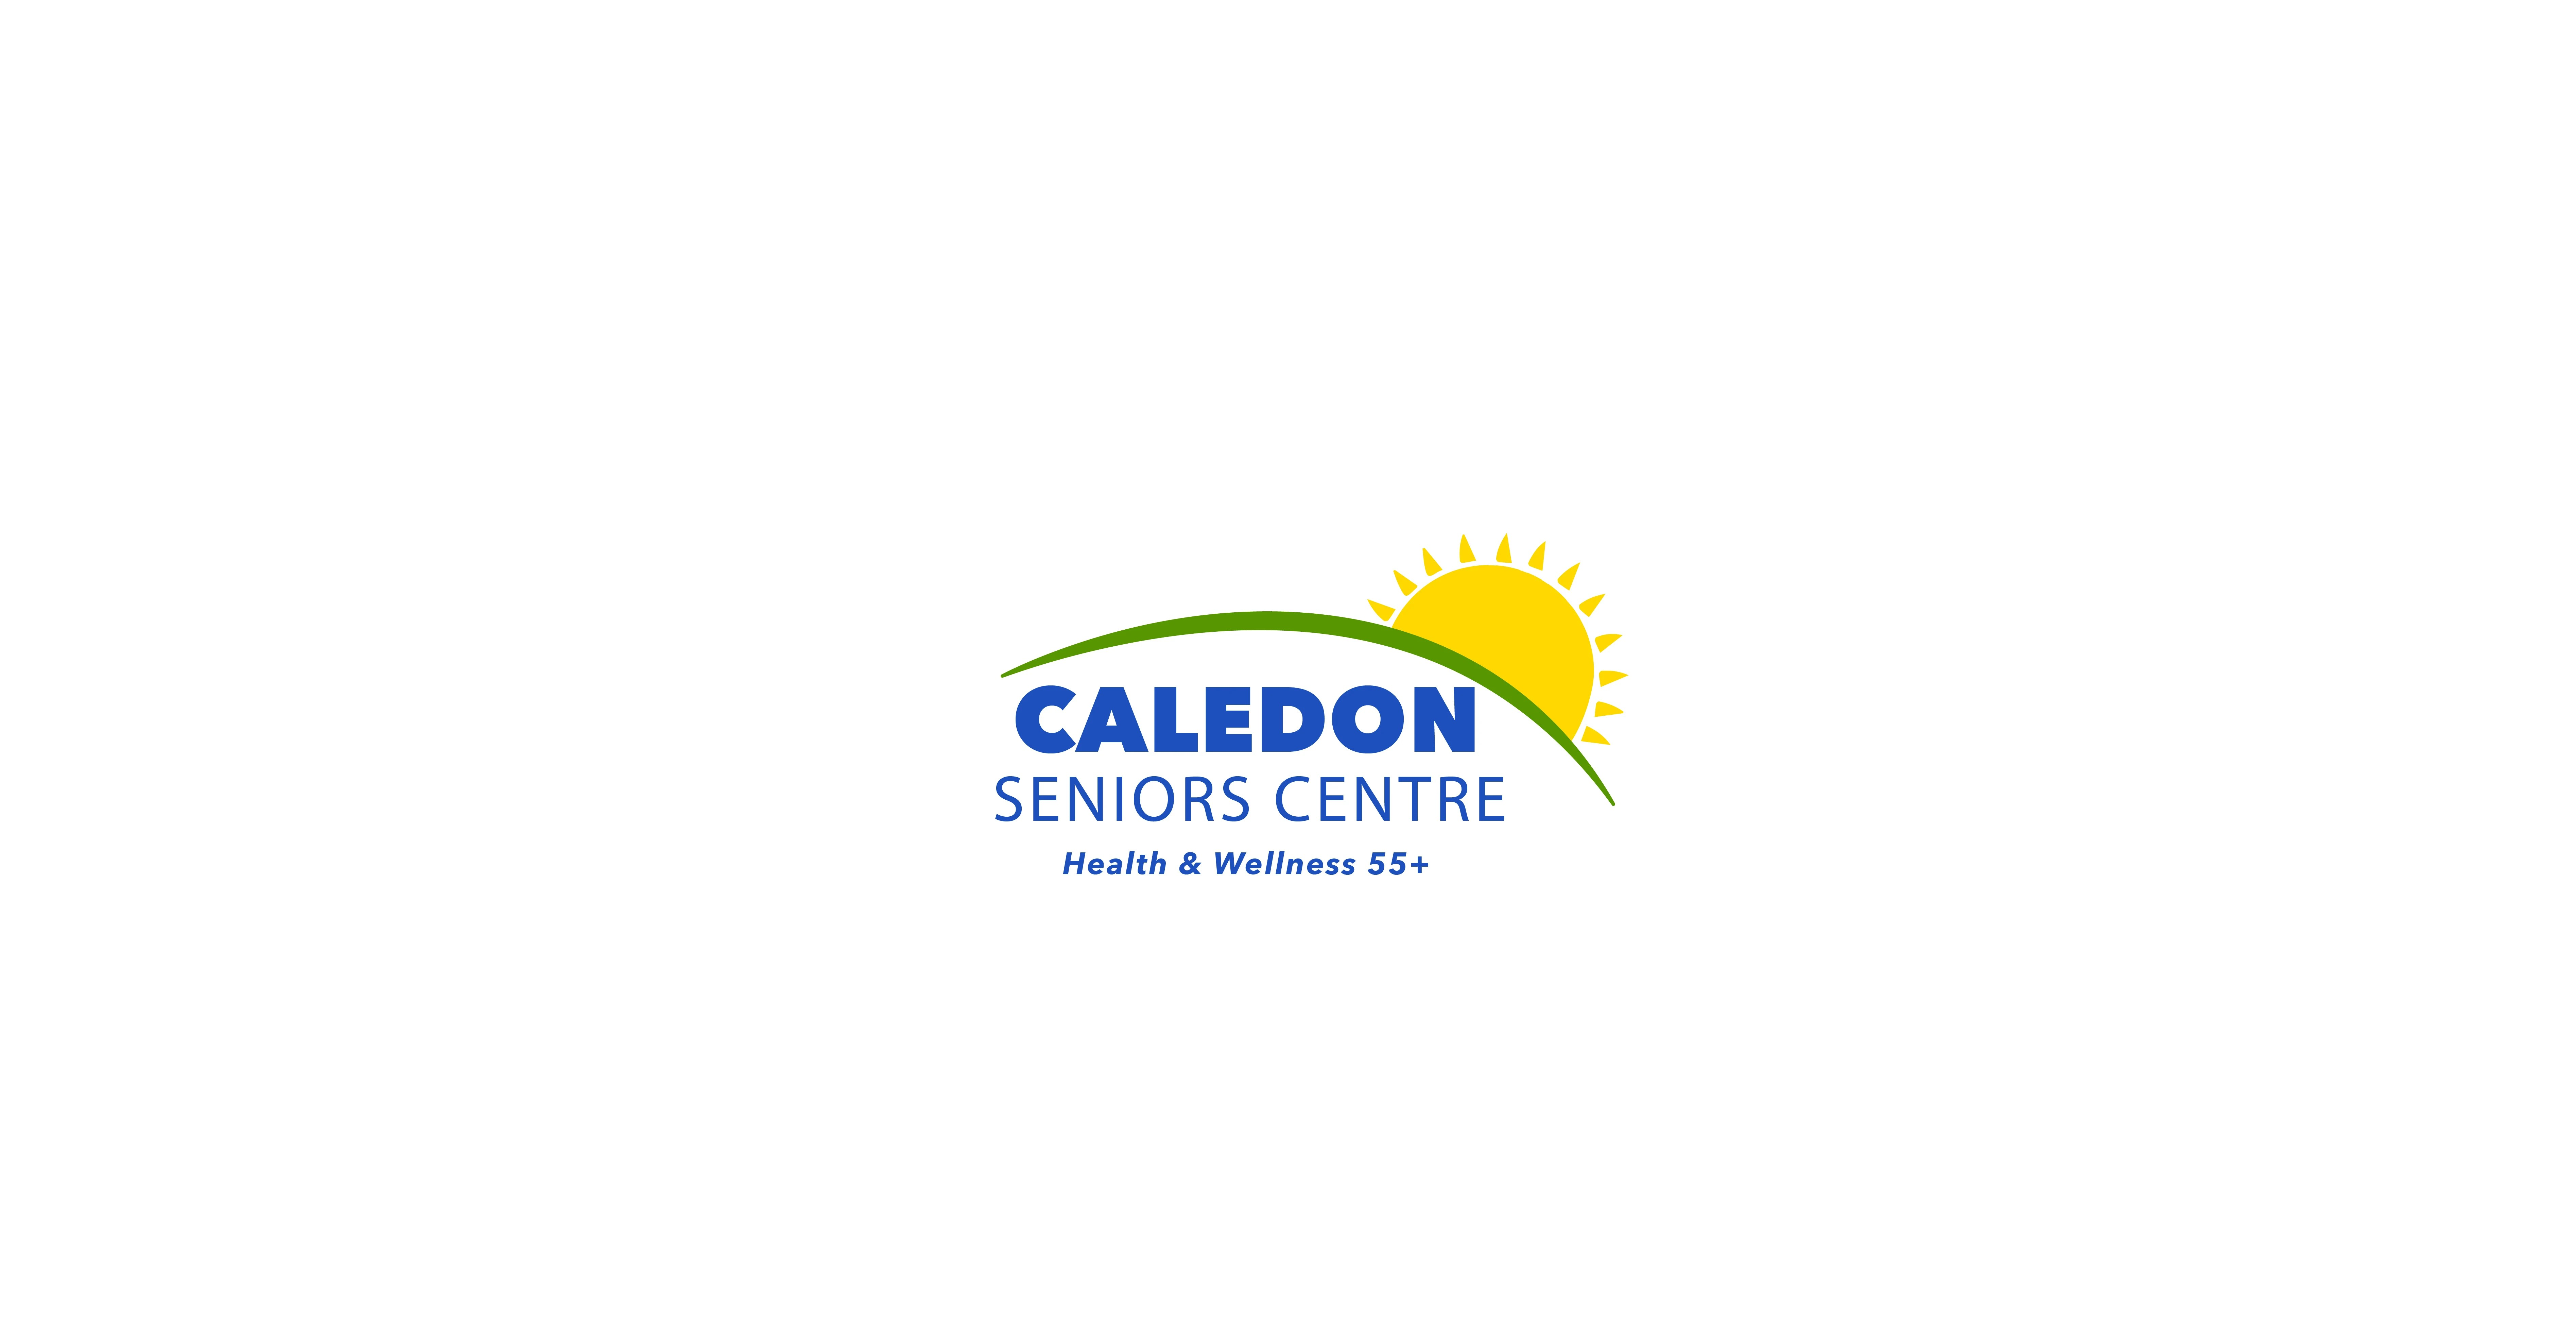 CALEDON
SENIORS CENTRE
Health & Wellness 55+